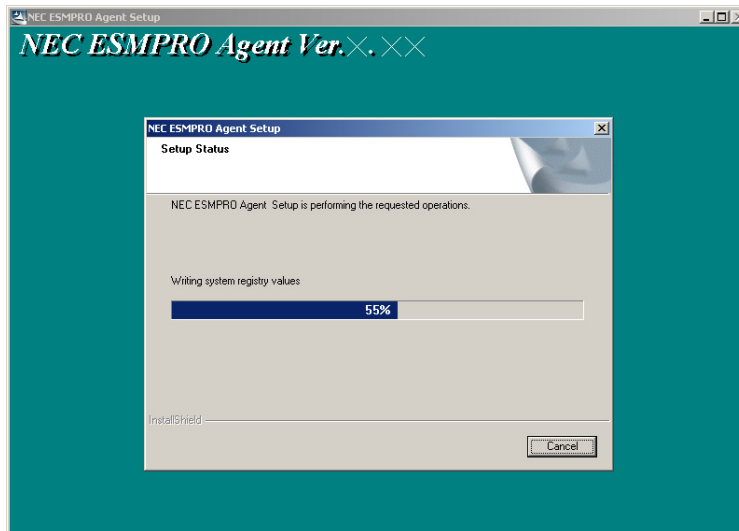 NEC ESMPRO Agent Setup
NEC ESMPRO Agent Ver.X. XX
NEC ESMPRO Agent Setup
Setup Status
NEC ESMPRO Agent  Setup is performing the requested operations.
Writing system registry values
55%
InstallShield
Cancel